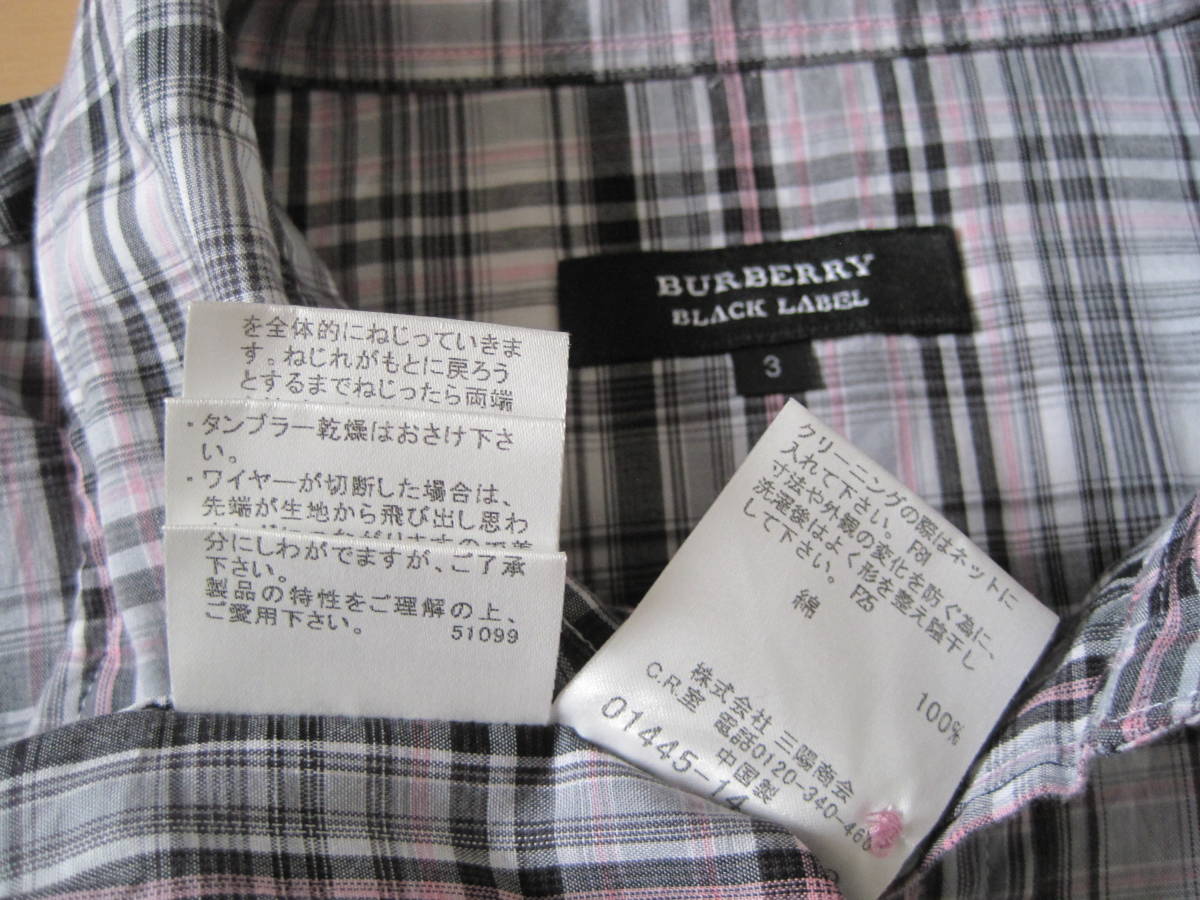 BURBERRY
BLACK LABEL
3
を全体的にねじっていきま
す。ねじれがもとに戻ろう
とするまでねじったら両端
・タンブラー乾燥はおさけ下さ
い。
・ワイヤーが切断した場合は、
先端が生地から飛び出し思わ
分にしわがでますが、ご了承
下さい。
製品の特性をご理解の上、
ご愛用下さい。
51099
クリーニングの際はネットに
入れて下さい。F01
寸法や外観の変化を防ぐ為に、
洗濯後はよく形を整え陰干し
して下さい。F25
綿 100%
株式会社 三陽商会
C.R.室 電話0120-340-460
中国製
01445-14